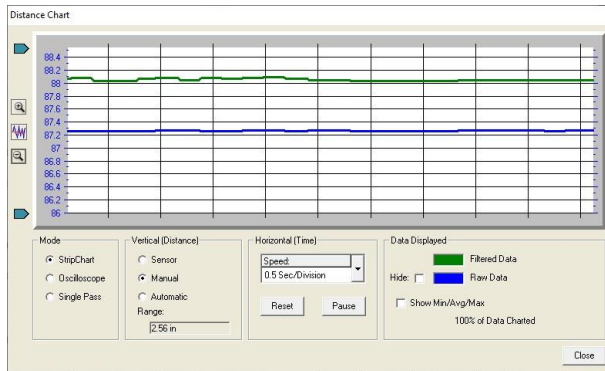 Distance Chart
88.4
88.2
88
87.8
87.6
87.4
87.2
87
86.8
86.6
86.4
86.2
86
Mode
StripChart
Oscilloscope
Single Pass
Vertical (Distance)
Sensor
Manual
Automatic
Range:
2.56 in
Horizontal (Time)
Speed:
0.5 Sec/Division
Reset
Pause
Data Displayed
Filtered Data
Hide:
Raw Data
Show Min/Avg/Max
100% of Data Charted
Close